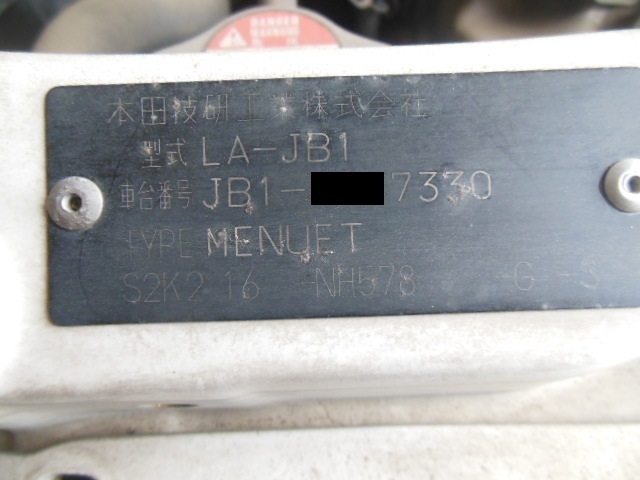 DANGER
本田技研工業株式会社
型式 LA-JB1
車台番号 JB1- 7330
TYPE MENUET
S2K2 16 NH578 G--S